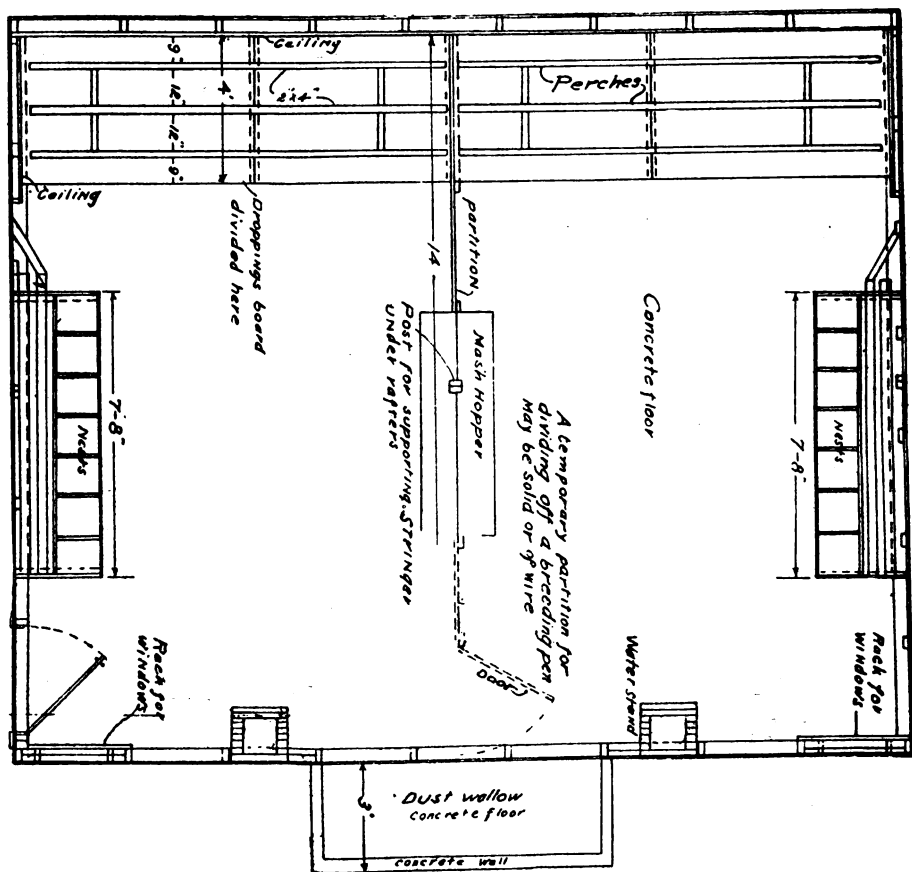 Ceiling
9"
12"
12"
9"
4'
2"x4"
Perches
Ceiling
Droppings board
divided here
14
partition
Mash Hopper
Post for supporting stringer
under rafters
Concrete floor
A temporary partition for
dividing off a breeding pen
May be solid or of wire
7'-8"
Nests
7'-8"
Nests
Door
Water stand
Rack for
windows
Rack for
windows
3'
Dust wallow
concrete floor
concrete wall